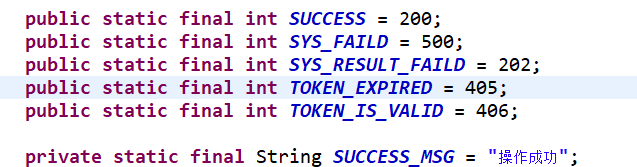 public static final int SUCCESS = 200;
public static final int SYS_FAILD = 500;
public static final int SYS_RESULT_FAILD = 202;
public static final int TOKEN_EXPIRED = 405;
public static final int TOKEN_IS_VALID = 406;
private static final String SUCCESS_MSG = "操作成功";